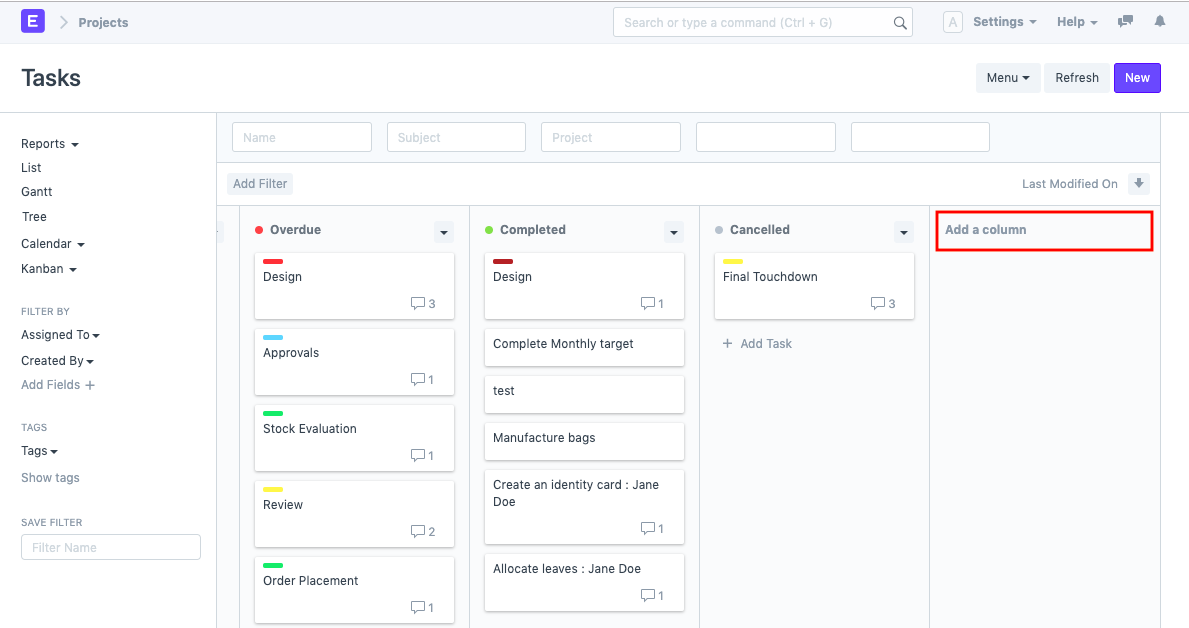 E Projects
Search or type a command (Ctrl + G)
A Settings
Help
Tasks
Menu
Refresh
New
Reports
List
Gantt
Tree
Calendar
Kanban
FILTER BY
Assigned To
Created By
Add Fields +
TAGS
Tags
Show tags
SAVE FILTER
Filter Name
Name
Subject
Project
Add Filter
Last Modified On
Overdue
Design
3
Approvals
1
Stock Evaluation
1
Review
2
Order Placement
1
Completed
Design
1
Complete Monthly target
test
Manufacture bags
Create an identity card : Jane
Doe
1
Allocate leaves : Jane Doe
1
Cancelled
Final Touchdown
3
+ Add Task
Add a column